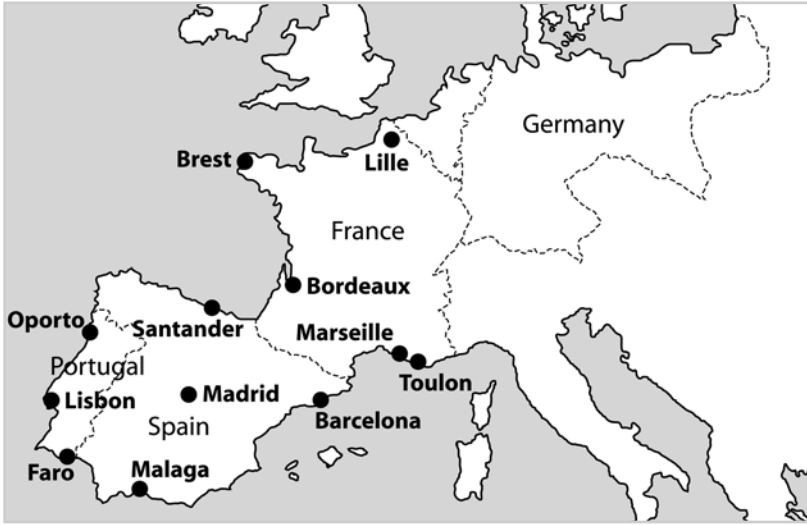 Germany
Brest
Lille
France
Bordeaux
Oporto
Santander
Marseille
Portugal
Toulon
Lisbon
Madrid
Barcelona
Spain
Faro
Malaga